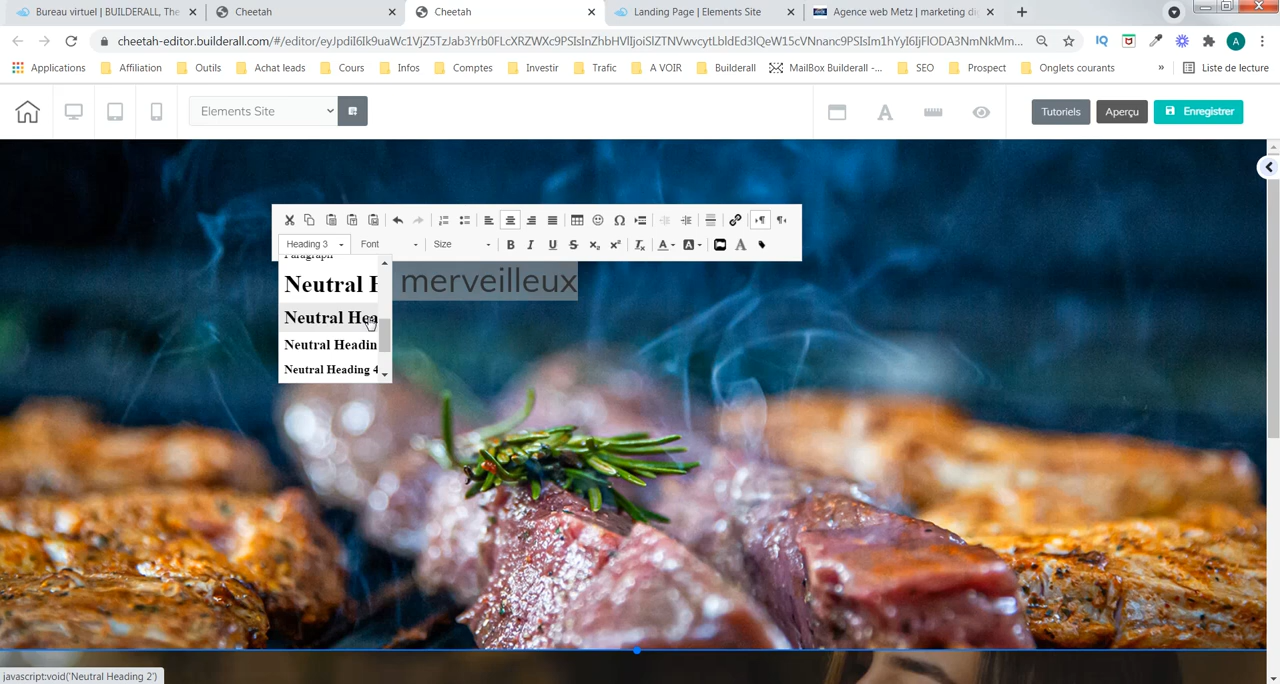 Bureau virtuel | BUILDERALL, The
Cheetah
Cheetah
Landing Page | Elements Site
Agence web Metz | marketing di
cheetah-editor.builderall.com/#/editor/
Applications
Affiliation
Outils
Achat leads
Cours
Infos
Comptes
Investir
Trafic
A VOIR
Builderall
MailBox Builderall -...
SEO
Prospect
Onglets courants
»
Liste de lecture
Elements Site
Tutoriels
Aperçu
Enregistrer
Heading 3
Font
Size
B I U S x₂ x²
Paragraph
Neutral H
merveilleux
Neutral Hea
Neutral Headin
Neutral Heading 4
javascript:void('Neutral Heading 2')